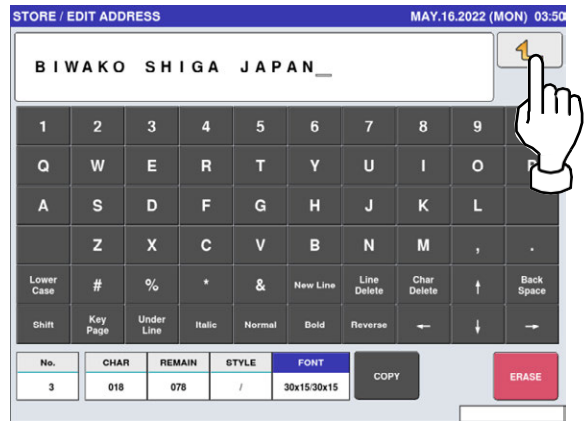 STORE / EDIT ADDRESS MAY.16.2022 (MON) 03:50
BIWAKO SHIGA JAPAN_
1 2 3 4 5 6 7 8 9
Q W E R T Y U I O P
A S D F G H J K L
Z X C V B N M , .
Lower Case # % * & New Line Line Delete Char Delete ↑ Back Space
Shift Key Page Under Line Italic Normal Bold Reverse ← ↓ →
No. CHAR REMAIN STYLE FONT COPY ERASE
3 018 078 / 30x15/30x15